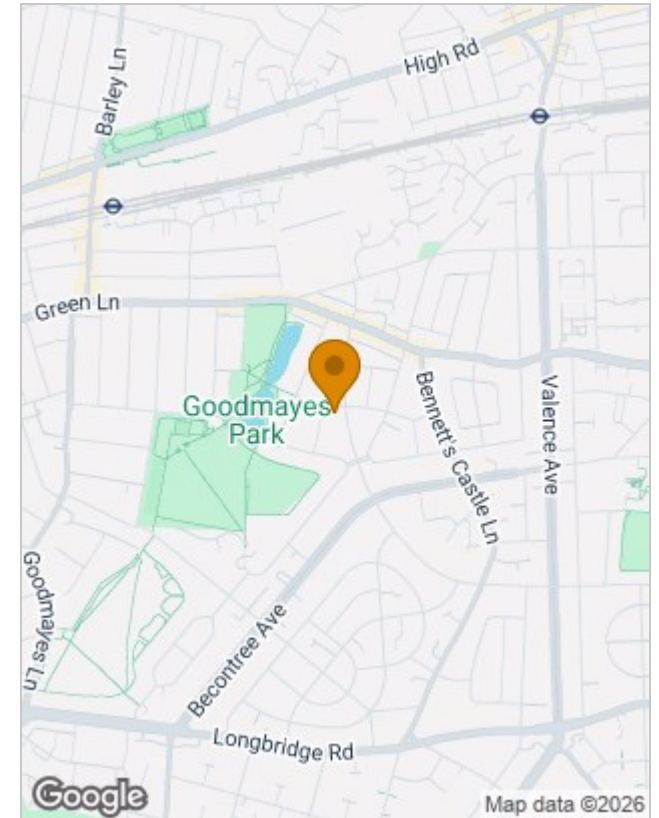 High Rd
Barley Ln
Green Ln
Goodmayes
Park
Bennett's Castle Ln
Valence Ave
Goodmayes Ln
Becontree Ave
Longbridge Rd
Google
Map data ©2026